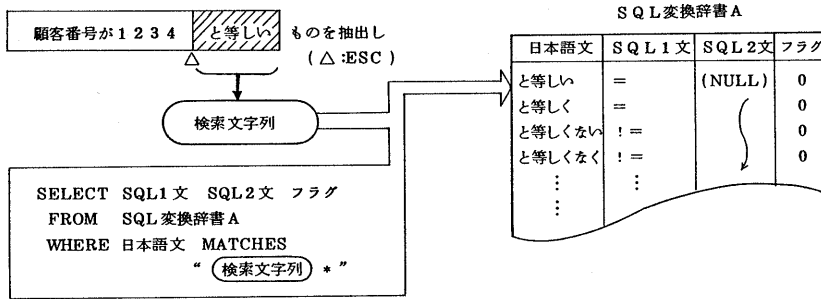 顧客番号が1234 と等しい ものを抽出し
(△:ESC)
△
検索文字列
SELECT SQL1文 SQL2文 フラグ
FROM SQL変換辞書A
WHERE 日本語文 MATCHES
“ 検索文字列 * ”
SQL変換辞書A
日本語文 SQL1文 SQL2文 フラグ
と等しい = (NULL) 0
と等しく = 0
と等しくない != 0
と等しくなく != 0
⋮ ⋮